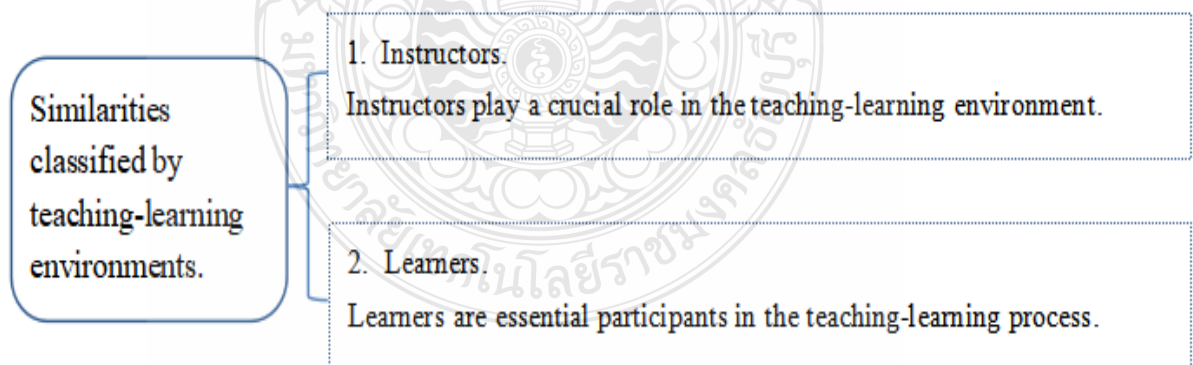 Similarities
classified by
teaching-learning
environments.
1. Instructors.
Instructors play a crucial role in the teaching-learning environment.
2. Learners.
Learners are essential participants in the teaching-learning process.